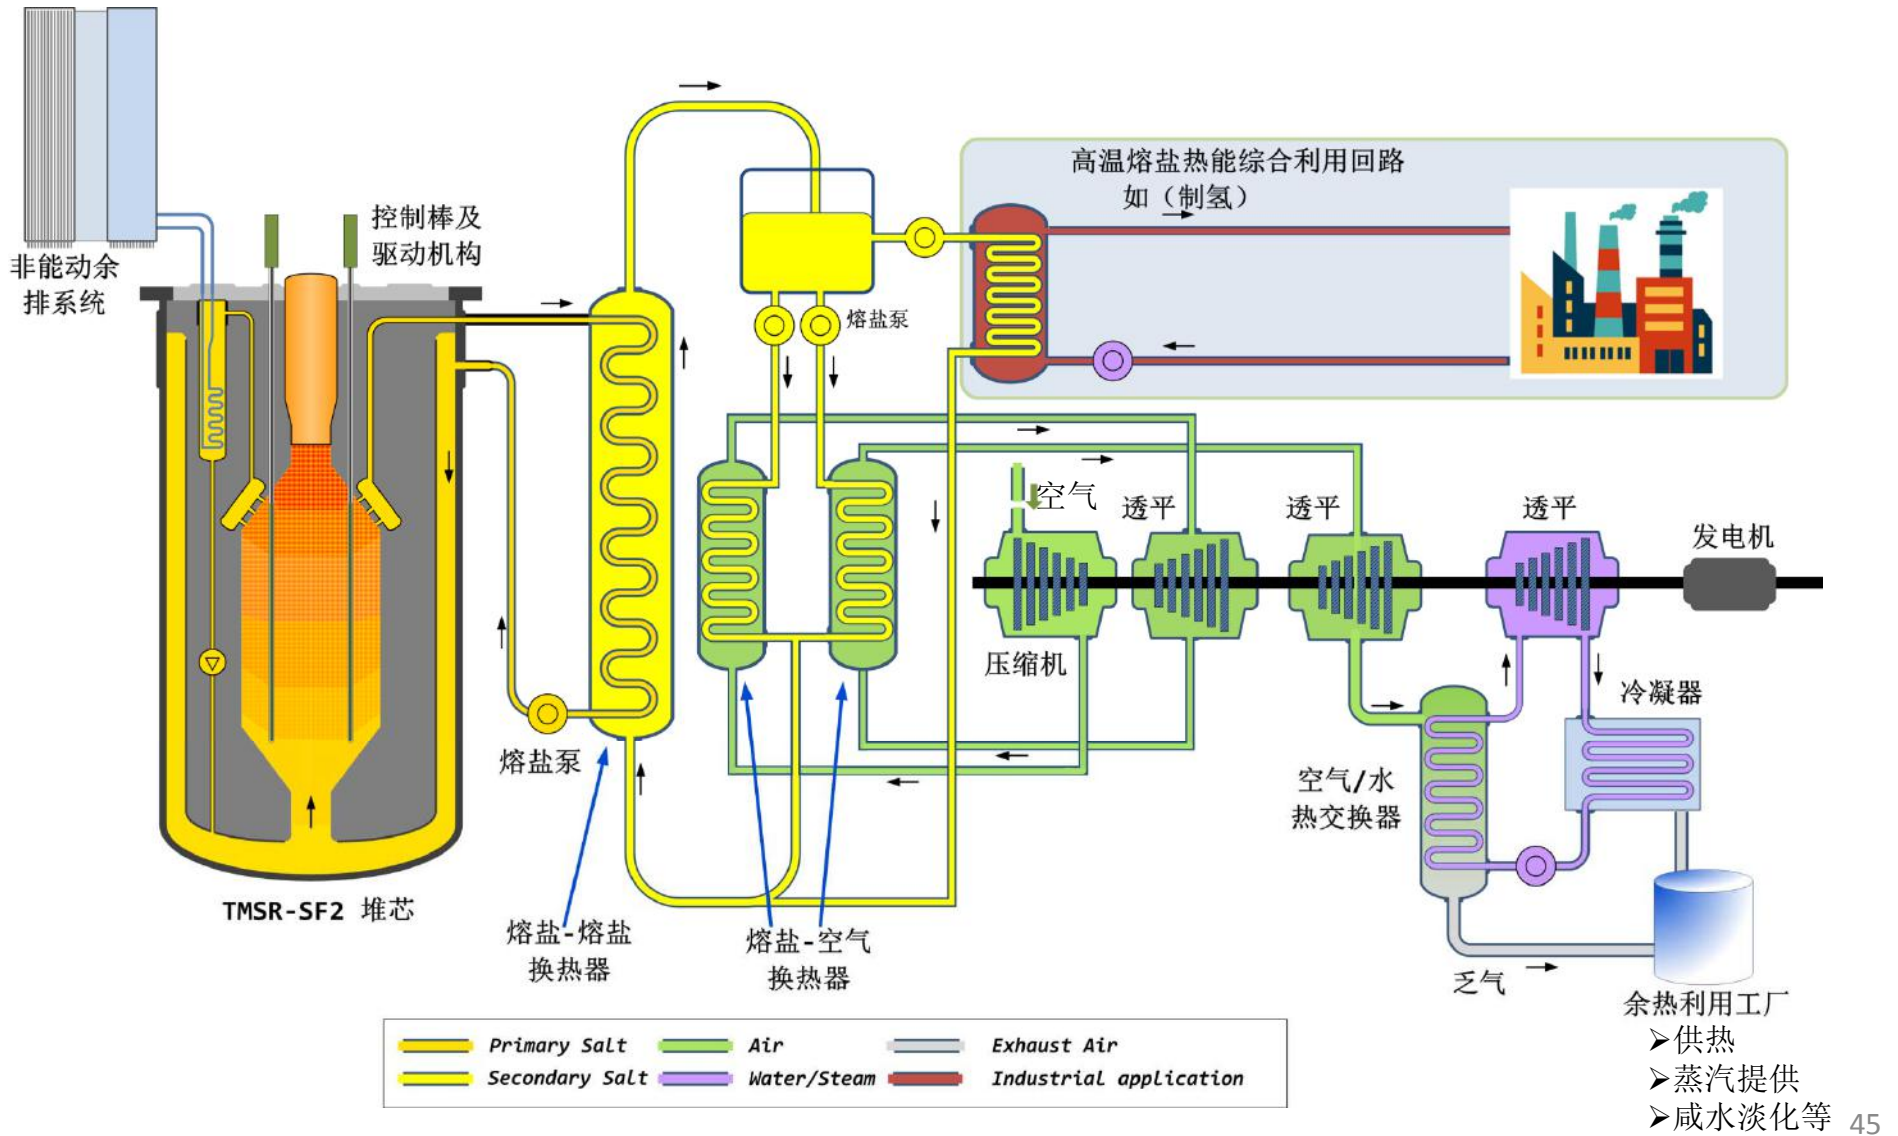 高温熔盐热能综合利用回路
如（制氢）
控制棒及
驱动机构
非能动余
排系统
熔盐泵
空气
透平
透平
透平
发电机
压缩机
冷凝器
熔盐泵
空气/水
热交换器
TMSR-SF2 堆芯
熔盐-熔盐
换热器
熔盐-空气
换热器
乏气
余热利用工厂
➢供热
➢蒸汽提供
➢咸水淡化等
Primary Salt
Air
Exhaust Air
Secondary Salt
Water/Steam
Industrial application
45